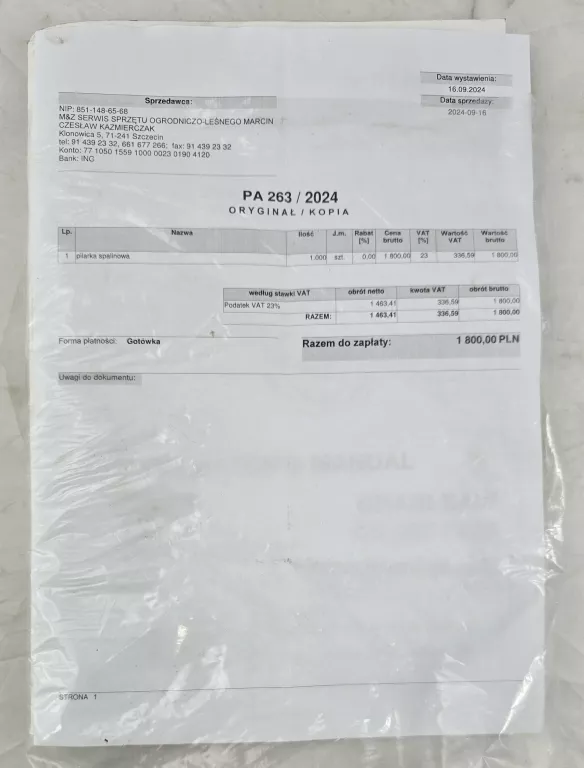 Data wystawienia:
16.09.2024
Data sprzedaży:
2024-09-16
Sprzedawca:
NIP: 851-148-65-68
M&Z SERWIS SPRZĘTU OGRODNICZO-LEŚNEGO MARCIN
CZESŁAW KAZMIERCZAK
Klonowica 5, 71-241 Szczecin
tel: 91 439 23 32, 661 677 266; fax: 91 439 23 32
Konto: 77 1050 1559 1000 0023 0190 4120
Bank: ING
PA 263 / 2024
ORYGINAŁ / KOPIA
Lp. Nazwa Ilość J.m. Rabat [%] Cena brutto VAT [%] Wartość VAT Wartość brutto
1 pilarka spalinowa 1.000 szt. 0,00 1 800,00 23 336,59 1 800,00
według stawki VAT obrót netto kwota VAT obrót brutto
Podatek VAT 23% 1 463,41 336,59 1 800,00
RAZEM: 1 463,41 336,59 1 800,00
Forma płatności: Gotówka
Razem do zapłaty: 1 800,00 PLN
Uwagi do dokumentu:
STRONA 1